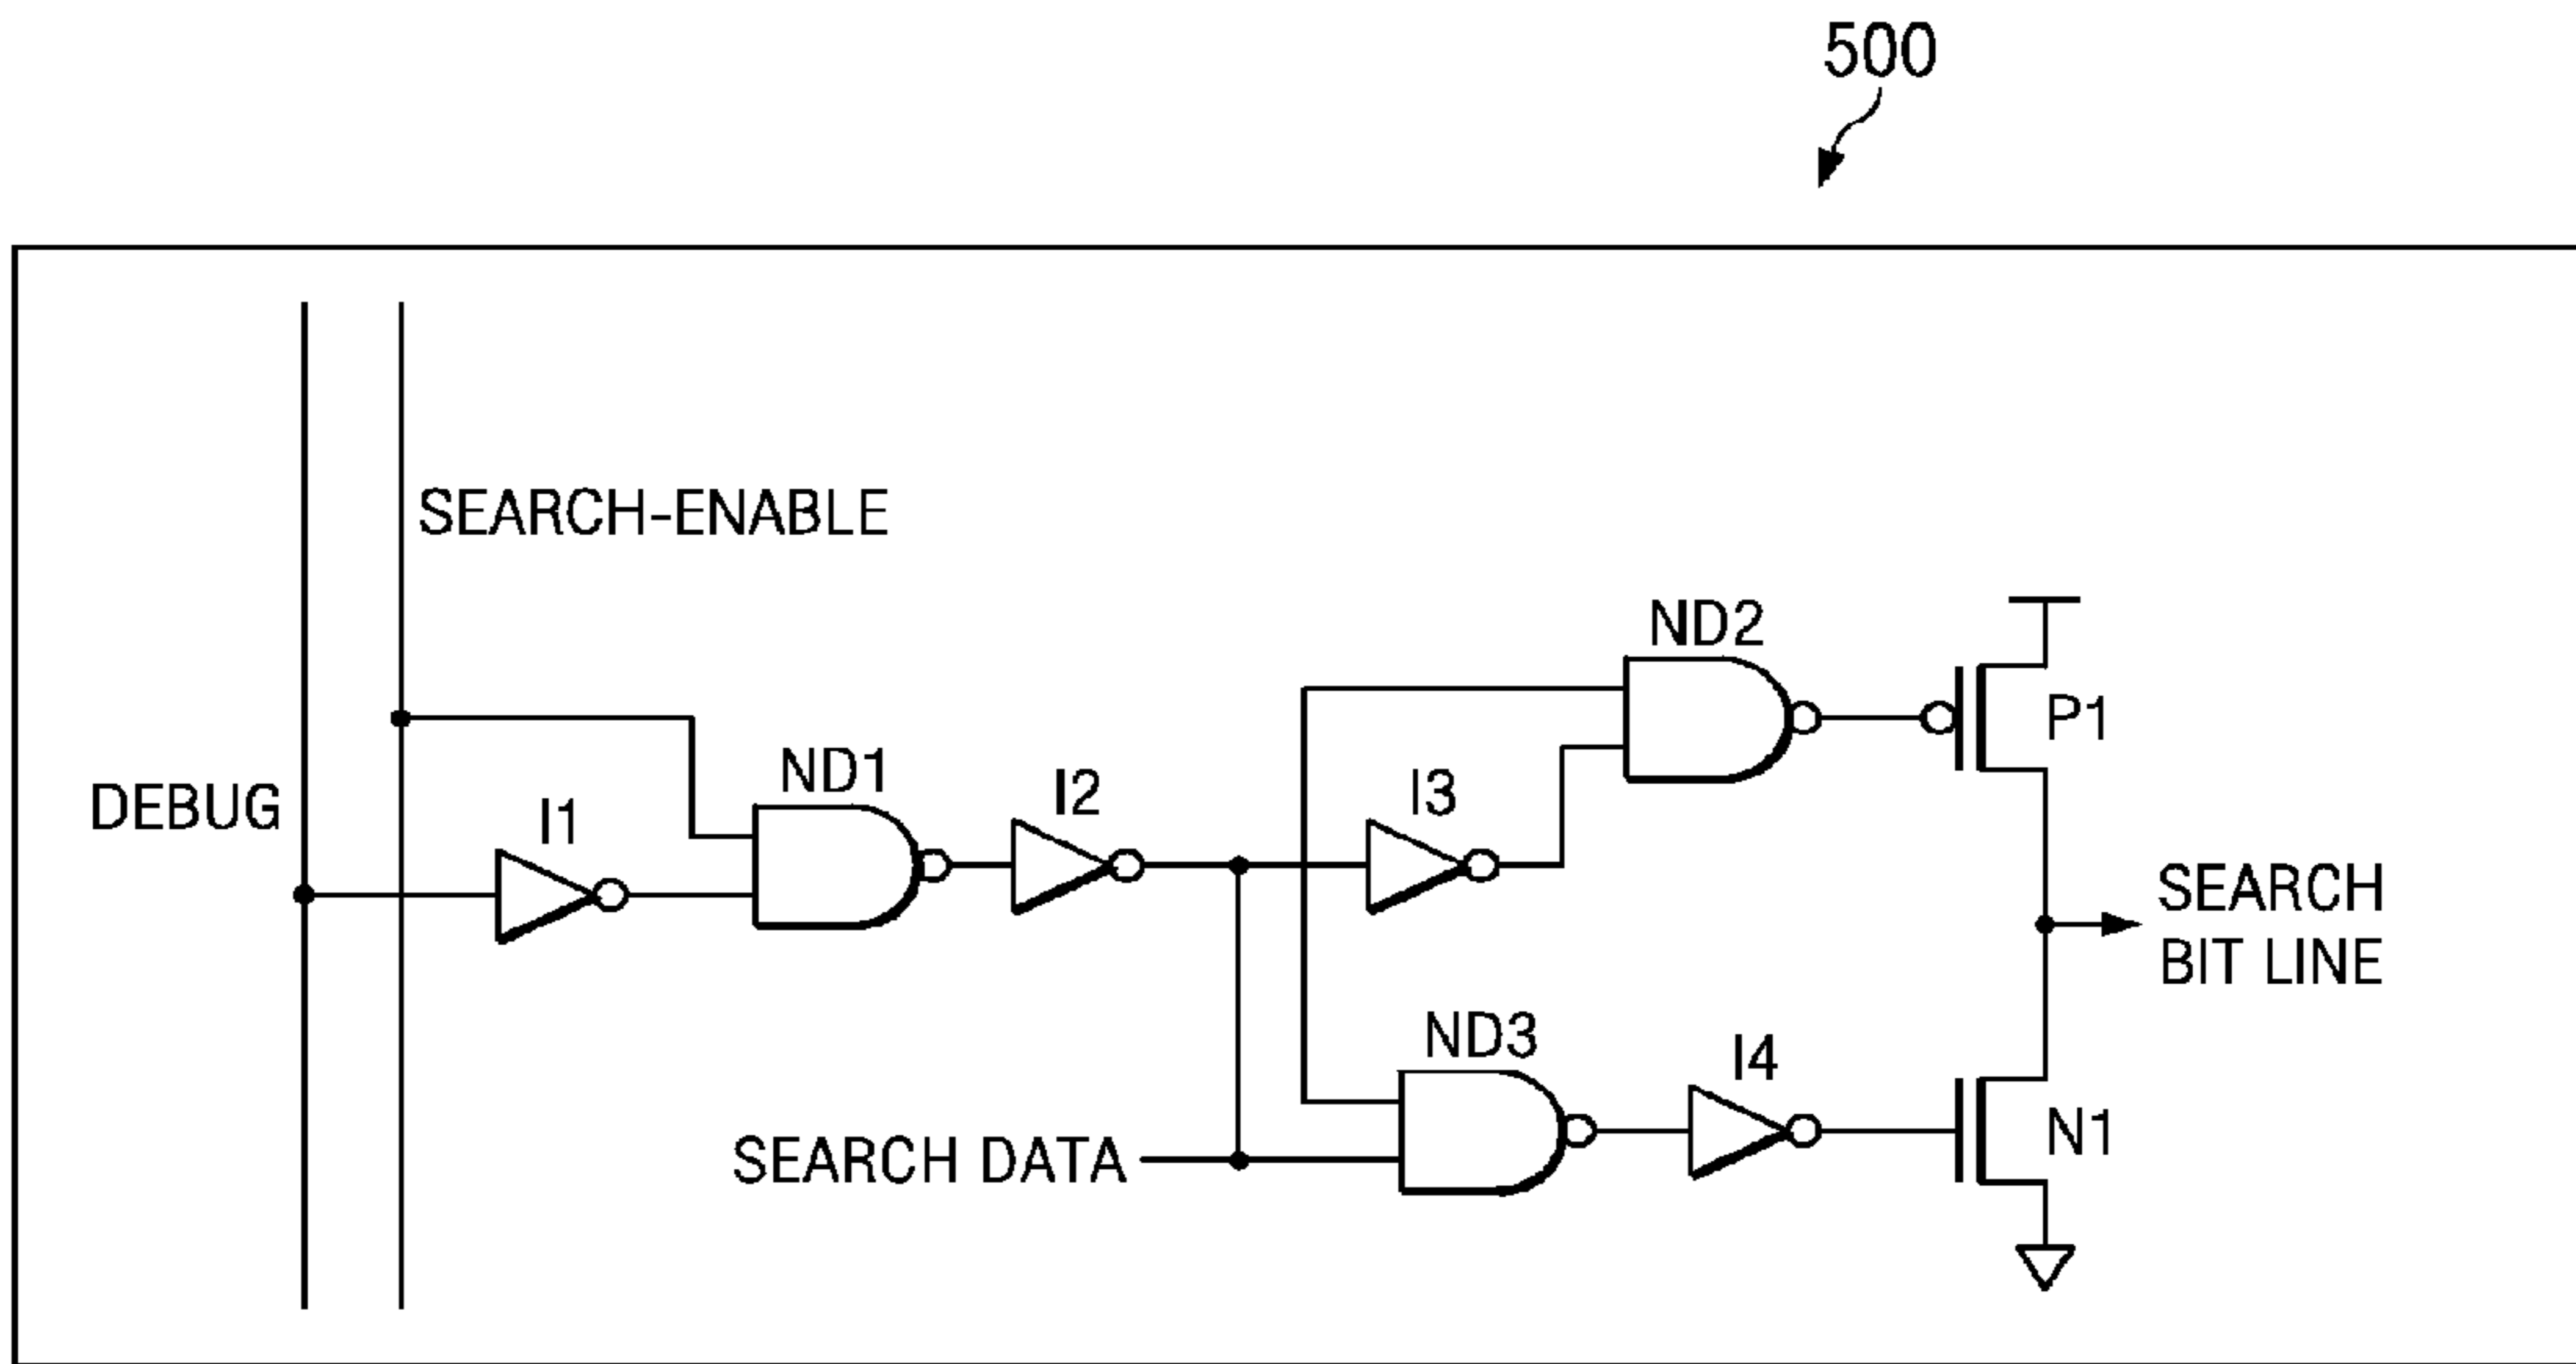 500
SEARCH-ENABLE
DEBUG
I1
ND1
I2
I3
ND2
P1
SEARCH
BIT LINE
ND3
I4
N1
SEARCH DATA